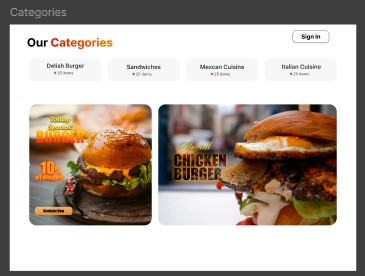 Categories
Our Categories
Sign In
Delish Burger
25 items
Sandwiches
25 items
Mexcan Cuisine
25 items
Italian Cuisine
25 items
Today
Special
BURGER
10%
off discount
Available Now
Special
CHICKEN
BURGER